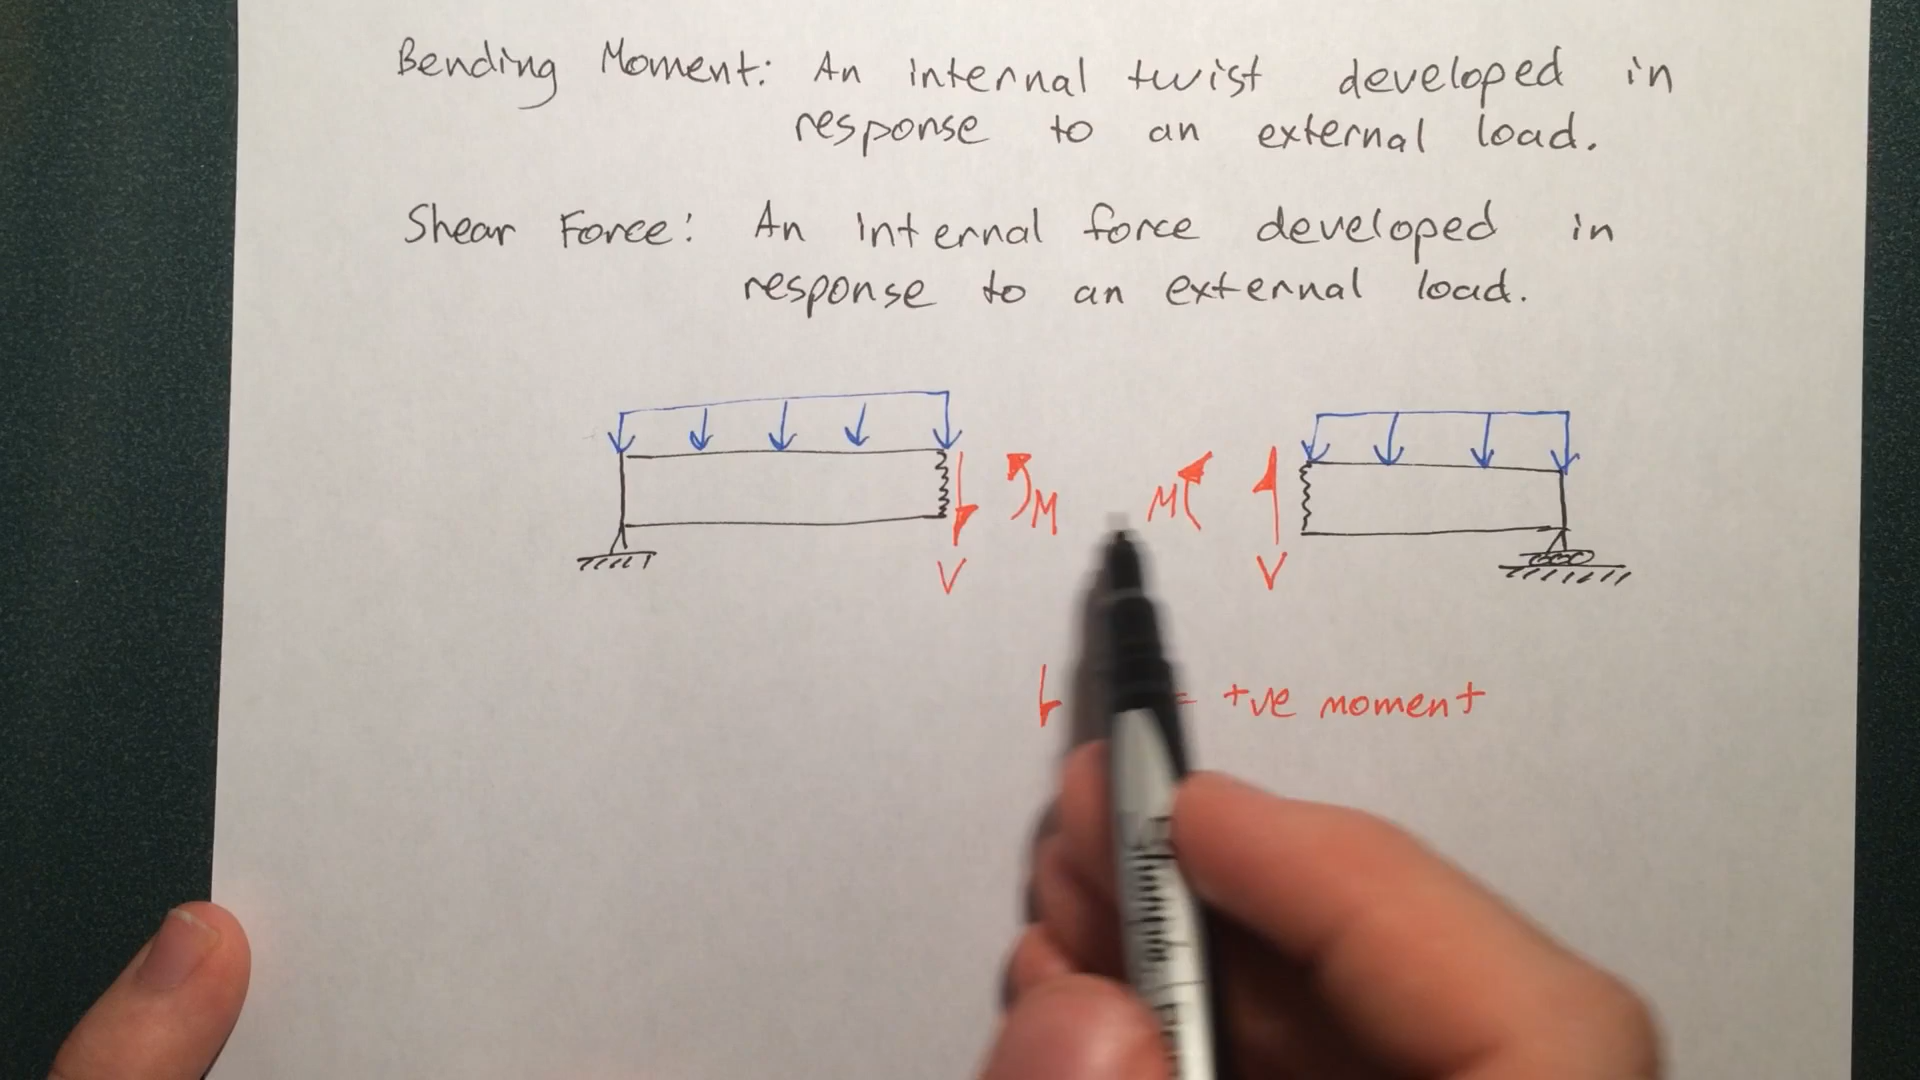 Bending Moment: An internal twist developed in
response to an external load.
Shear Force: An internal force developed in
response to an external load.
M M
V V
= +ve moment